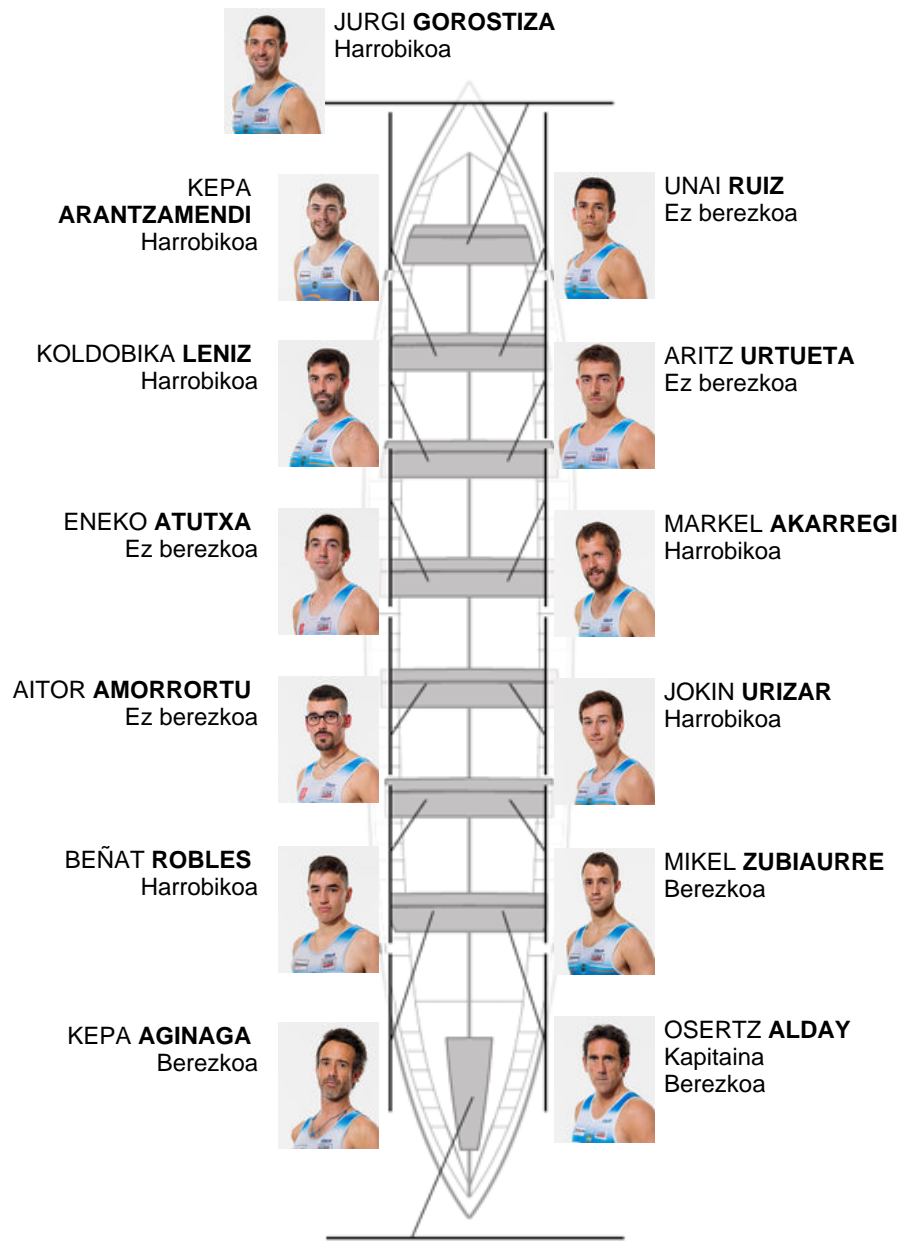 JURGI GOROSTIZA
Harrobikoa
KEPA
ARANTZAMENDI
Harrobikoa
UNAI RUIZ
Ez berezkoa
KOLDOBIKA LENIZ
Harrobikoa
ARITZ URTUETA
Ez berezkoa
ENEKO ATUTXA
Ez berezkoa
MARKEL AKARREGI
Harrobikoa
AITOR AMORRORTU
Ez berezkoa
JOKIN URIZAR
Harrobikoa
BEÑAT ROBLES
Harrobikoa
MIKEL ZUBIAURRE
Berezkoa
KEPA AGINAGA
Berezkoa
OSERTZ ALDAY
Kapitaina
Berezkoa